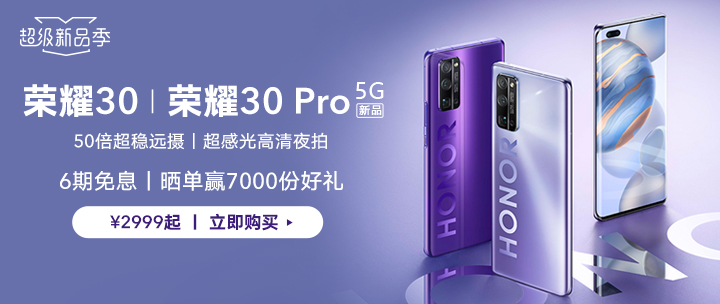 超级新品季
荣耀30 | 荣耀30 Pro 5G 新品
50倍超稳远摄 | 超感光高清夜拍
6期免息 | 晒单赢7000份好礼
¥2999起 | 立即购买 ▸
HONOR
HONOR